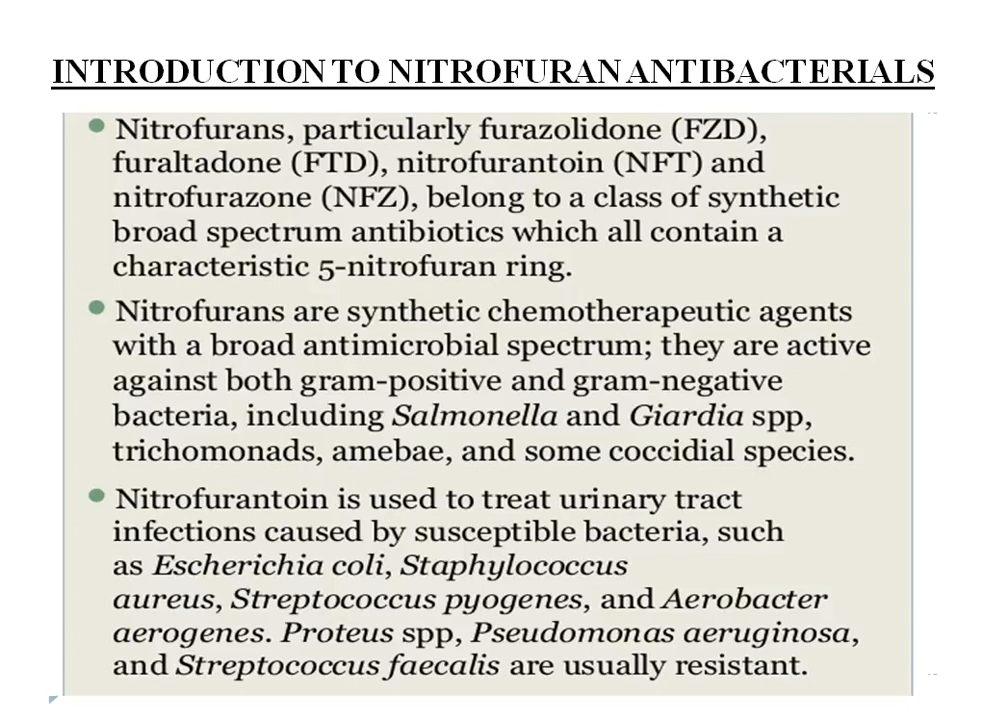 INTRODUCTION TO NITROFURAN ANTIBACTERIALS
• Nitrofurans, particularly furazolidone (FZD),
furaltadone (FTD), nitrofurantoin (NFT) and
nitrofurazone (NFZ), belong to a class of synthetic
broad spectrum antibiotics which all contain a
characteristic 5-nitrofuran ring.
• Nitrofurans are synthetic chemotherapeutic agents
with a broad antimicrobial spectrum; they are active
against both gram-positive and gram-negative
bacteria, including Salmonella and Giardia spp,
trichomonads, amebae, and some coccidial species.
• Nitrofurantoin is used to treat urinary tract
infections caused by susceptible bacteria, such
as Escherichia coli, Staphylococcus
aureus, Streptococcus pyogenes, and Aerobacter
aerogenes. Proteus spp, Pseudomonas aeruginosa,
and Streptococcus faecalis are usually resistant.